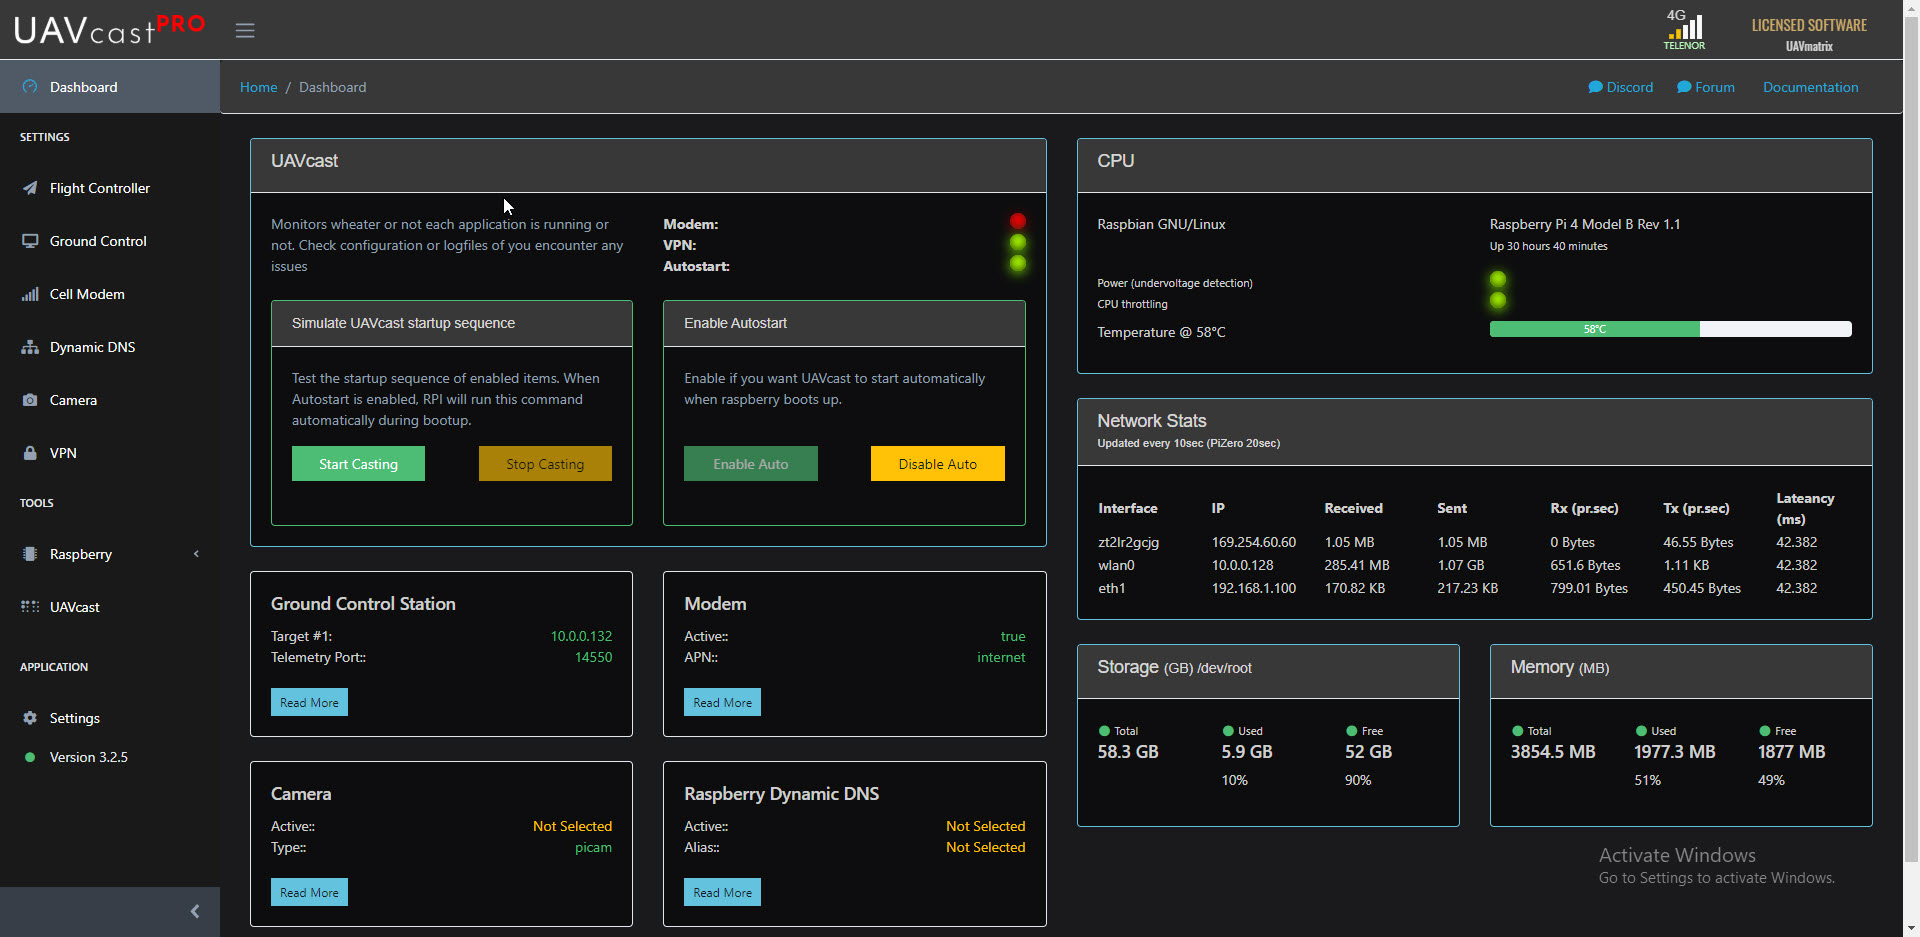 UAVcastPRO
4G
TELENOR
LICENSED SOFTWARE
UAVmatrix
Dashboard
Home / Dashboard
Discord
Forum
Documentation
SETTINGS
Flight Controller
Ground Control
Cell Modem
Dynamic DNS
Camera
VPN
TOOLS
Raspberry
UAVcast
APPLICATION
Settings
Version 3.2.5
UAVcast
Monitors wheater or not each application is running or
not. Check configuration or logfiles of you encounter any
issues
Modem:
VPN:
Autostart:
Simulate UAVcast startup sequence
Test the startup sequence of enabled items. When
Autostart is enabled, RPI will run this command
automatically during bootup.
Start Casting
Stop Casting
Enable Autostart
Enable if you want UAVcast to start automatically
when raspberry boots up.
Enable Auto
Disable Auto
Ground Control Station
Target #1: 10.0.0.132
Telemetry Port:: 14550
Read More
Modem
Active:: true
APN:: internet
Read More
Camera
Active:: Not Selected
Type:: picam
Read More
Raspberry Dynamic DNS
Active:: Not Selected
Alias:: Not Selected
Read More
CPU
Raspbian GNU/Linux
Raspberry Pi 4 Model B Rev 1.1
Up 30 hours 40 minutes
Power (undervoltage detection)
CPU throttling
Temperature @ 58°C
58°C
Network Stats
Updated every 10sec (PiZero 20sec)
Interface IP Received Sent Rx (pr.sec) Tx (pr.sec) Lateancy
(ms)
zt2lr2gcjg 169.254.60.60 1.05 MB 1.05 MB 0 Bytes 46.55 Bytes 42.382
wlan0 10.0.0.128 285.41 MB 1.07 GB 651.6 Bytes 1.11 KB 42.382
eth1 192.168.1.100 170.82 KB 217.23 KB 799.01 Bytes 450.45 Bytes 42.382
Storage (GB) /dev/root
Total Used Free
58.3 GB 5.9 GB 52 GB
10% 90%
Memory (MB)
Total Used Free
3854.5 MB 1977.3 MB 1877 MB
51% 49%
Activate Windows
Go to Settings to activate Windows.